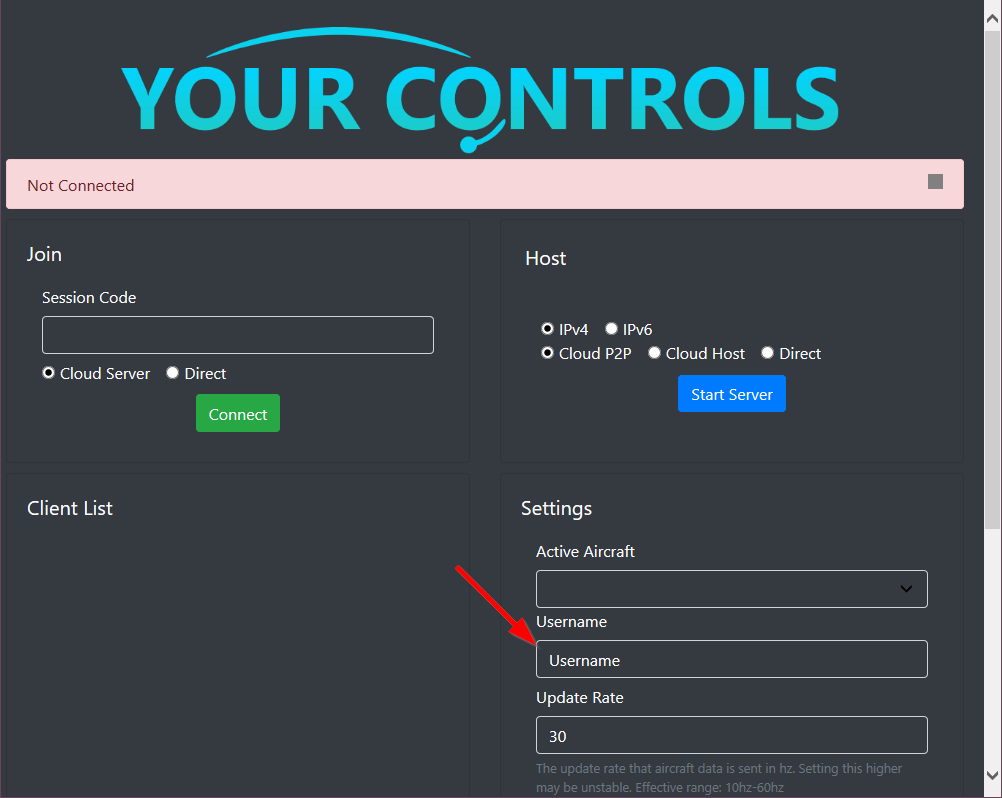 YOUR CONTROLS
Not Connected
Join
Session Code
Cloud Server Direct
Connect
Host
IPv4 IPv6
Cloud P2P Cloud Host Direct
Start Server
Client List
Settings
Active Aircraft
Username
Username
Update Rate
30
The update rate that aircraft data is sent in hz. Setting this higher
may be unstable. Effective range: 10hz-60hz